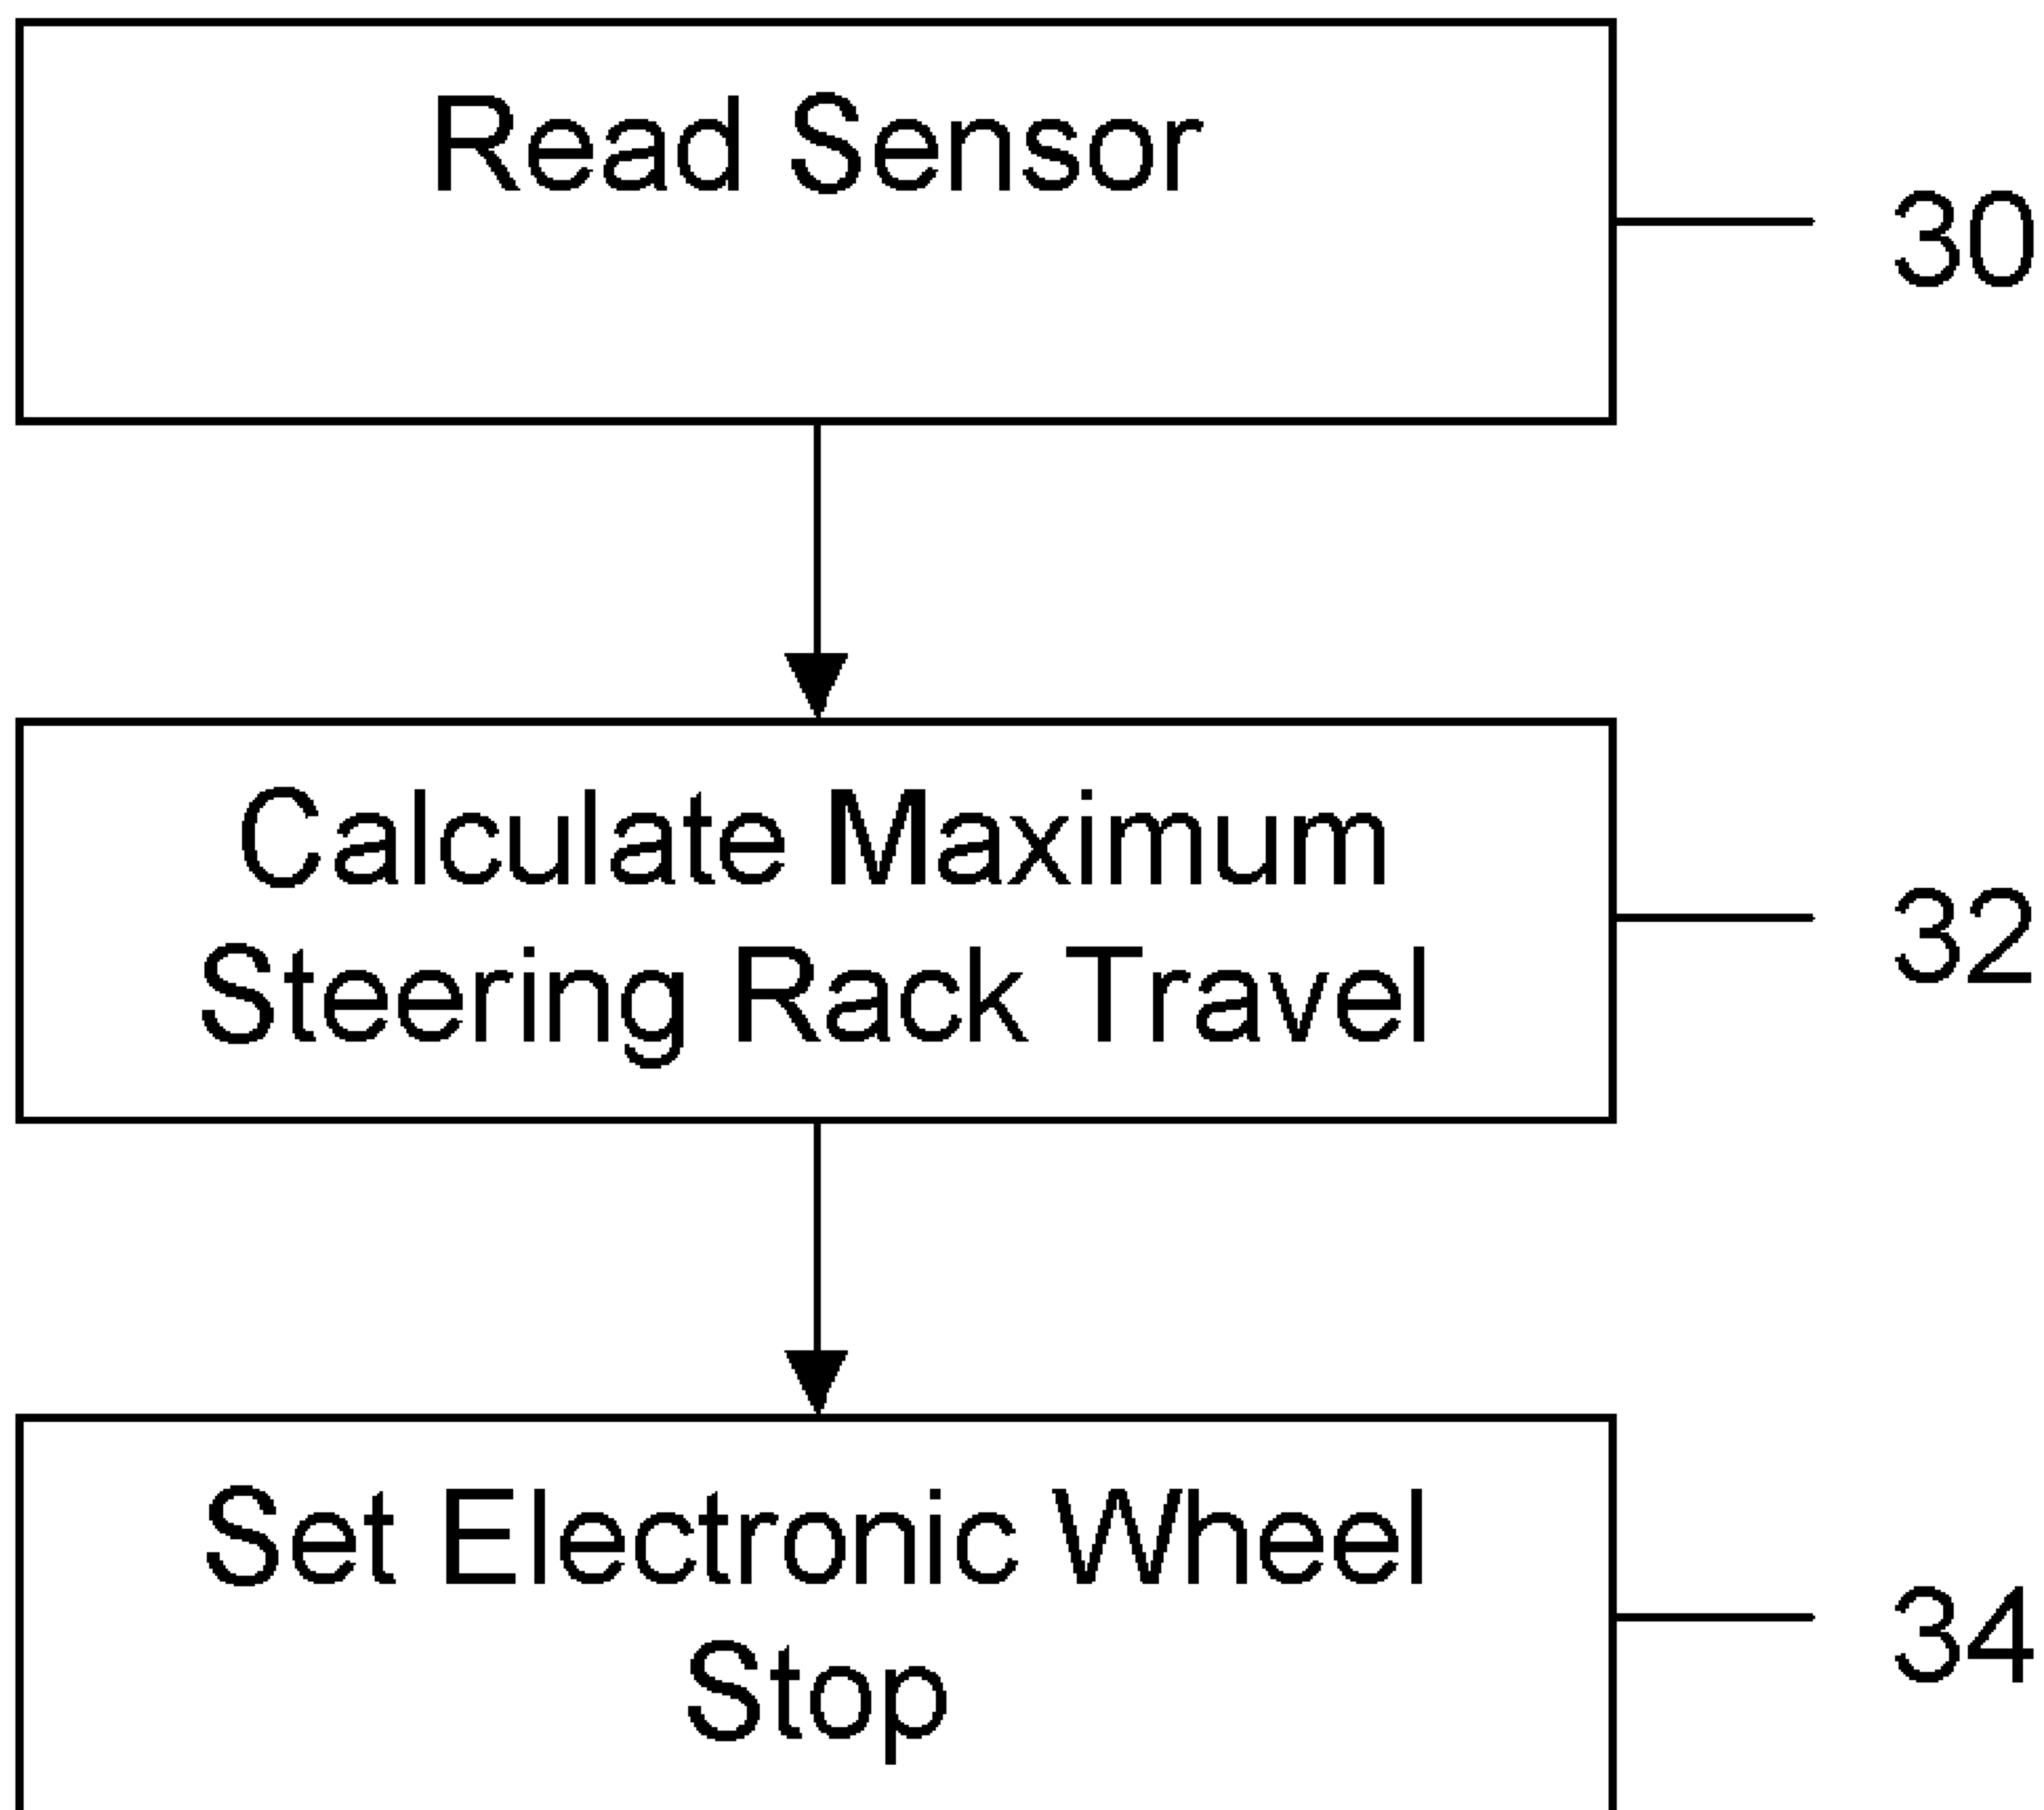 Read Sensor
30
Calculate Maximum
Steering Rack Travel
32
Set Electronic Wheel
Stop
34